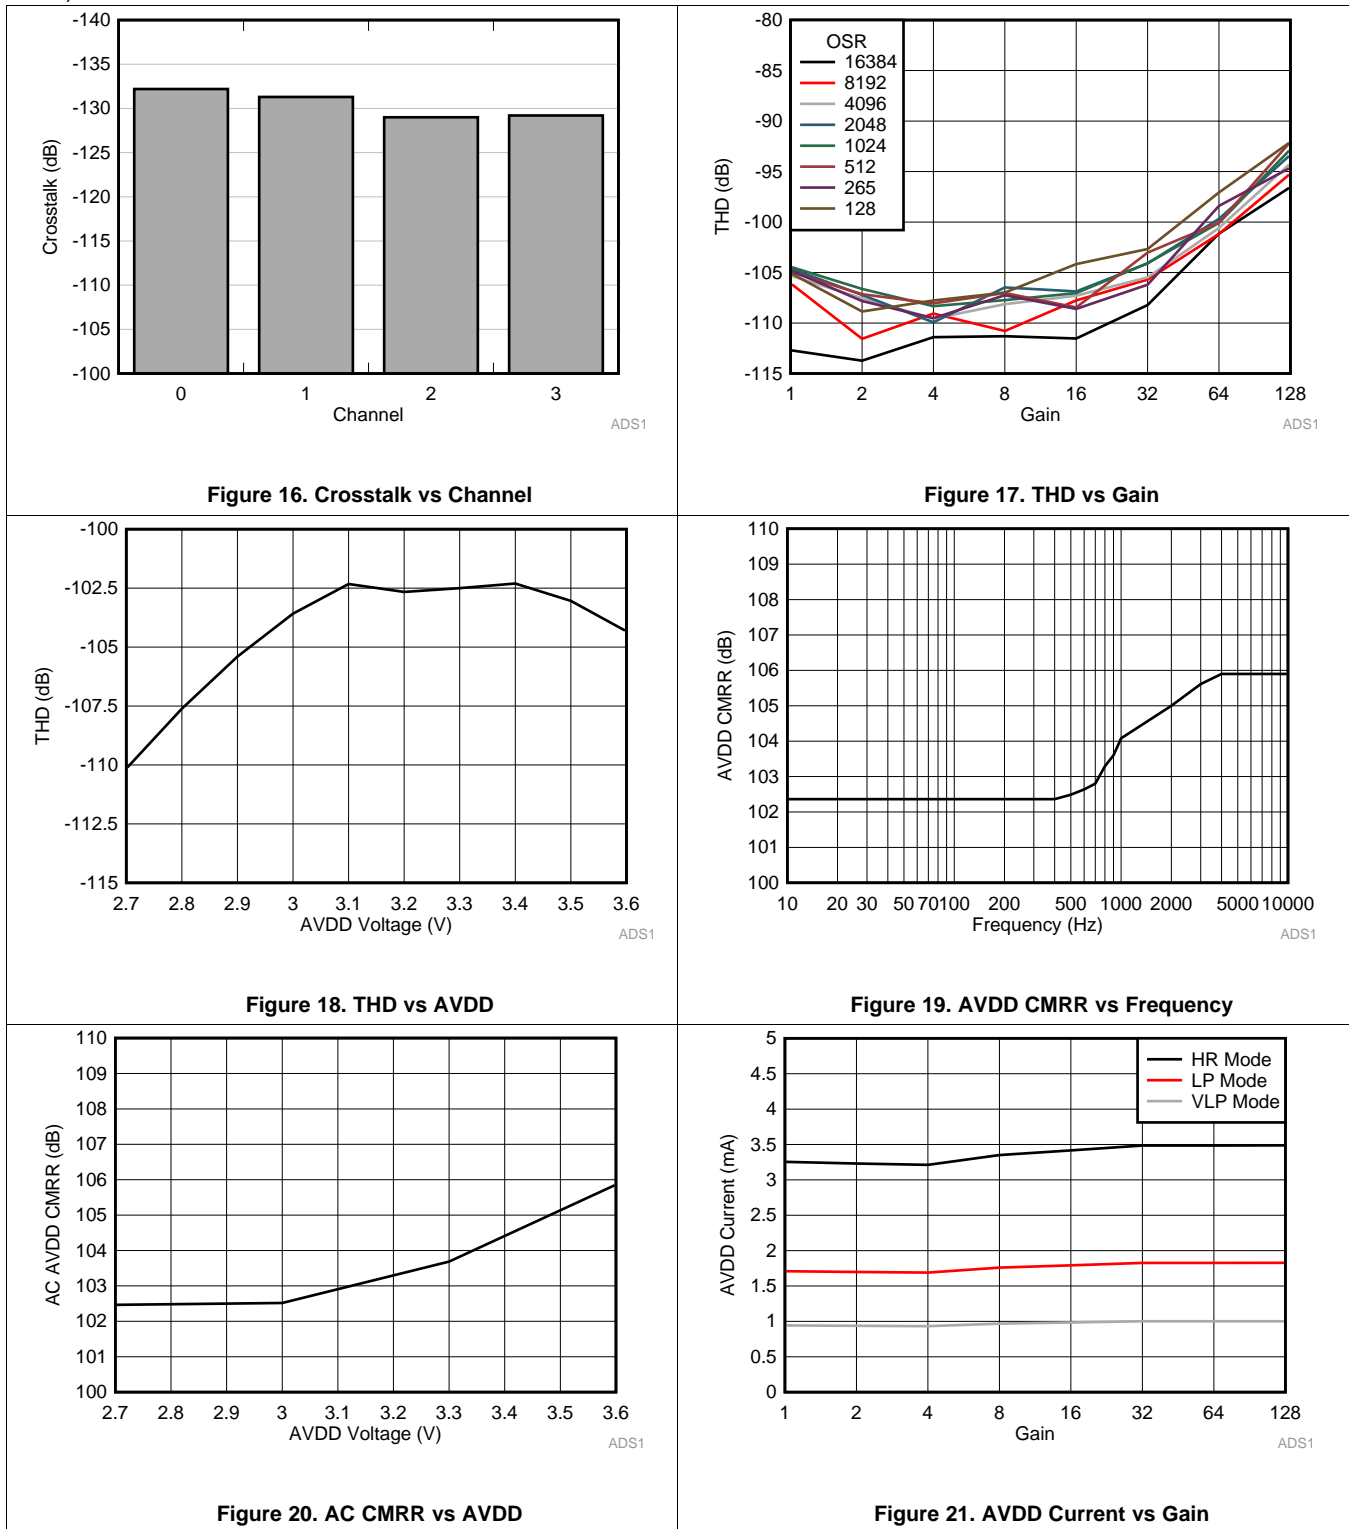 -140
-135
-130
-125
-120
-115
-110
-105
-100
Crosstalk (dB)
0 1 2 3
Channel
ADS1
Figure 16. Crosstalk vs Channel
-80
-85
-90
-95
-100
-105
-110
-115
THD (dB)
OSR
16384
8192
4096
2048
1024
512
265
128
1 2 4 8 16 32 64 128
Gain
ADS1
Figure 17. THD vs Gain
-100
-102.5
-105
-107.5
-110
-112.5
-115
THD (dB)
2.7 2.8 2.9 3 3.1 3.2 3.3 3.4 3.5 3.6
AVDD Voltage (V)
ADS1
Figure 18. THD vs AVDD
110
109
108
107
106
105
104
103
102
101
100
AVDD CMRR (dB)
10 20 30 50 70 100 200 500 1000 2000 5000 10000
Frequency (Hz)
ADS1
Figure 19. AVDD CMRR vs Frequency
110
109
108
107
106
105
104
103
102
101
100
AC AVDD CMRR (dB)
2.7 2.8 2.9 3 3.1 3.2 3.3 3.4 3.5 3.6
AVDD Voltage (V)
ADS1
Figure 20. AC CMRR vs AVDD
5
4.5
4
3.5
3
2.5
2
1.5
1
0.5
0
AVDD Current (mA)
HR Mode
LP Mode
VLP Mode
1 2 4 8 16 32 64 128
Gain
ADS1
Figure 21. AVDD Current vs Gain